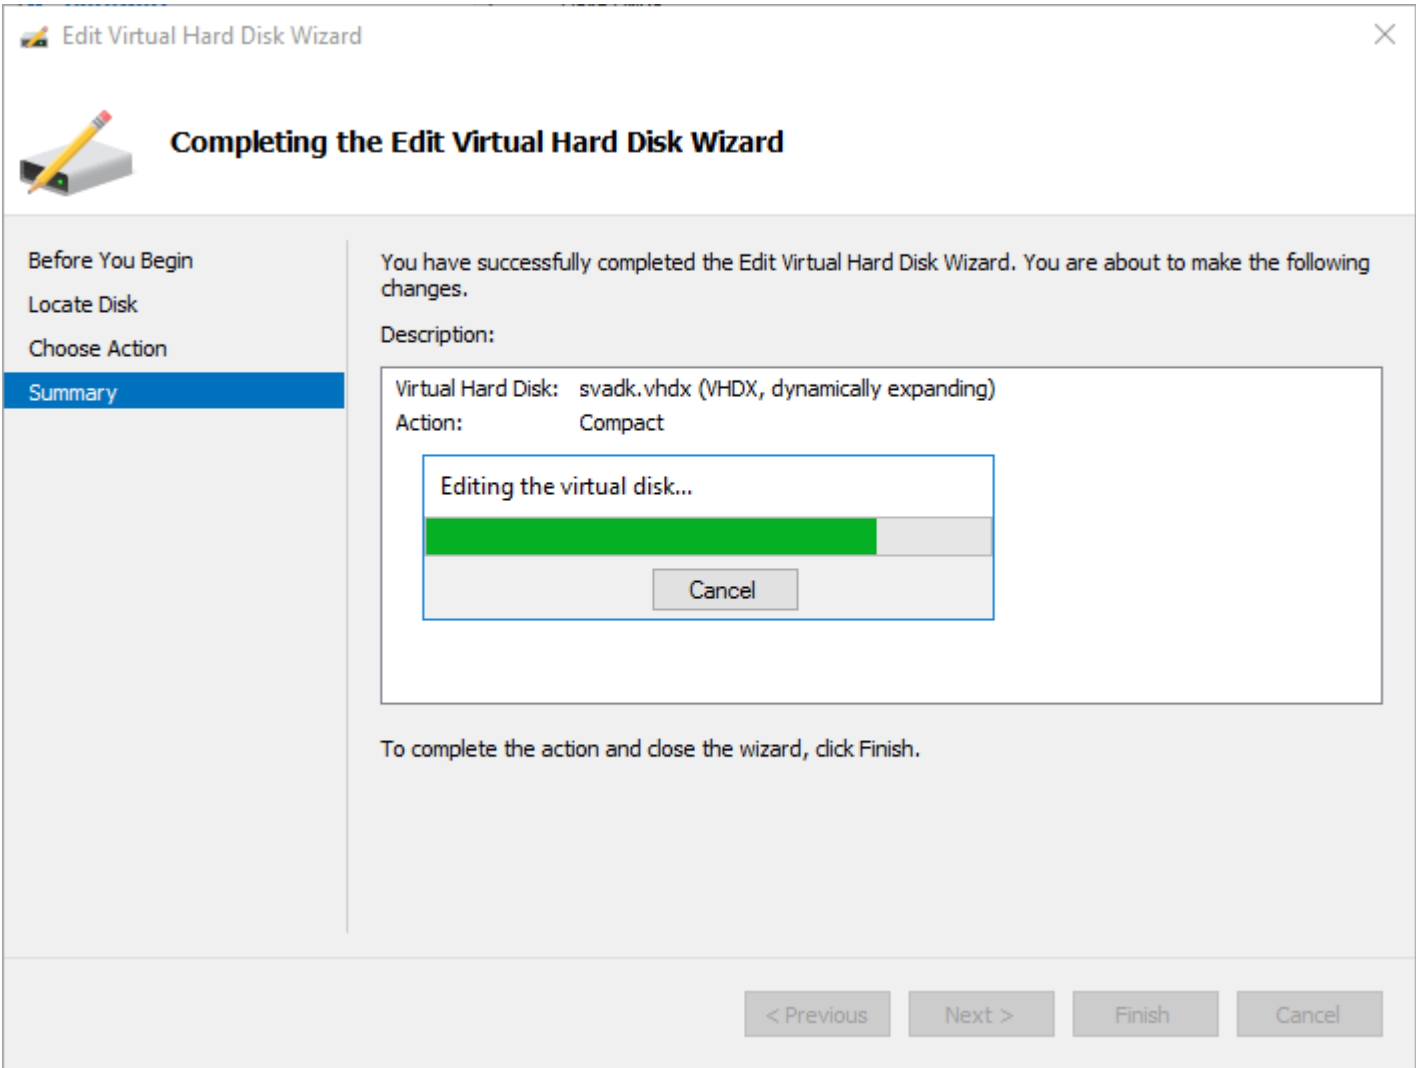 Edit Virtual Hard Disk Wizard
Completing the Edit Virtual Hard Disk Wizard
Before You Begin
Locate Disk
Choose Action
Summary
You have successfully completed the Edit Virtual Hard Disk Wizard. You are about to make the following
changes.
Description:
Virtual Hard Disk: svadk.vhdx (VHDX, dynamically expanding)
Action: Compact
Editing the virtual disk...
Cancel
To complete the action and close the wizard, click Finish.
< Previous
Next >
Finish
Cancel